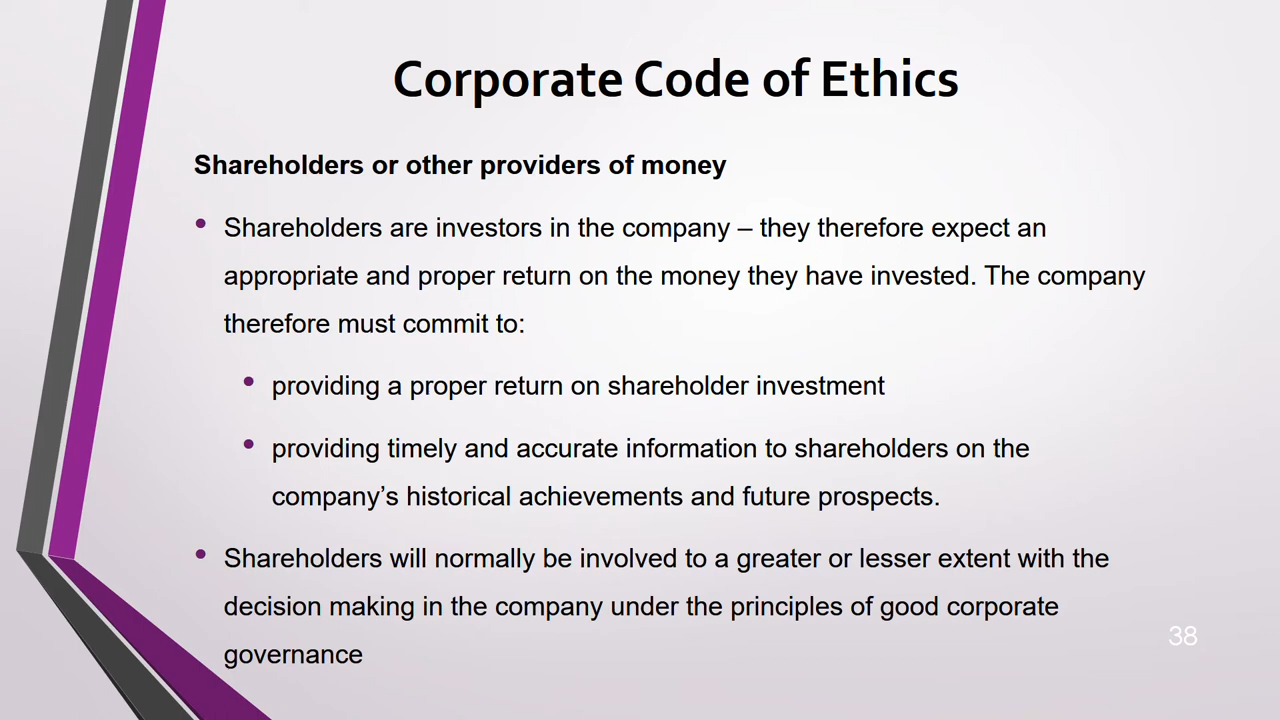 Corporate Code of Ethics
Shareholders or other providers of money
• Shareholders are investors in the company – they therefore expect an
appropriate and proper return on the money they have invested. The company
therefore must commit to:
• providing a proper return on shareholder investment
• providing timely and accurate information to shareholders on the
company’s historical achievements and future prospects.
• Shareholders will normally be involved to a greater or lesser extent with the
decision making in the company under the principles of good corporate
governance
38